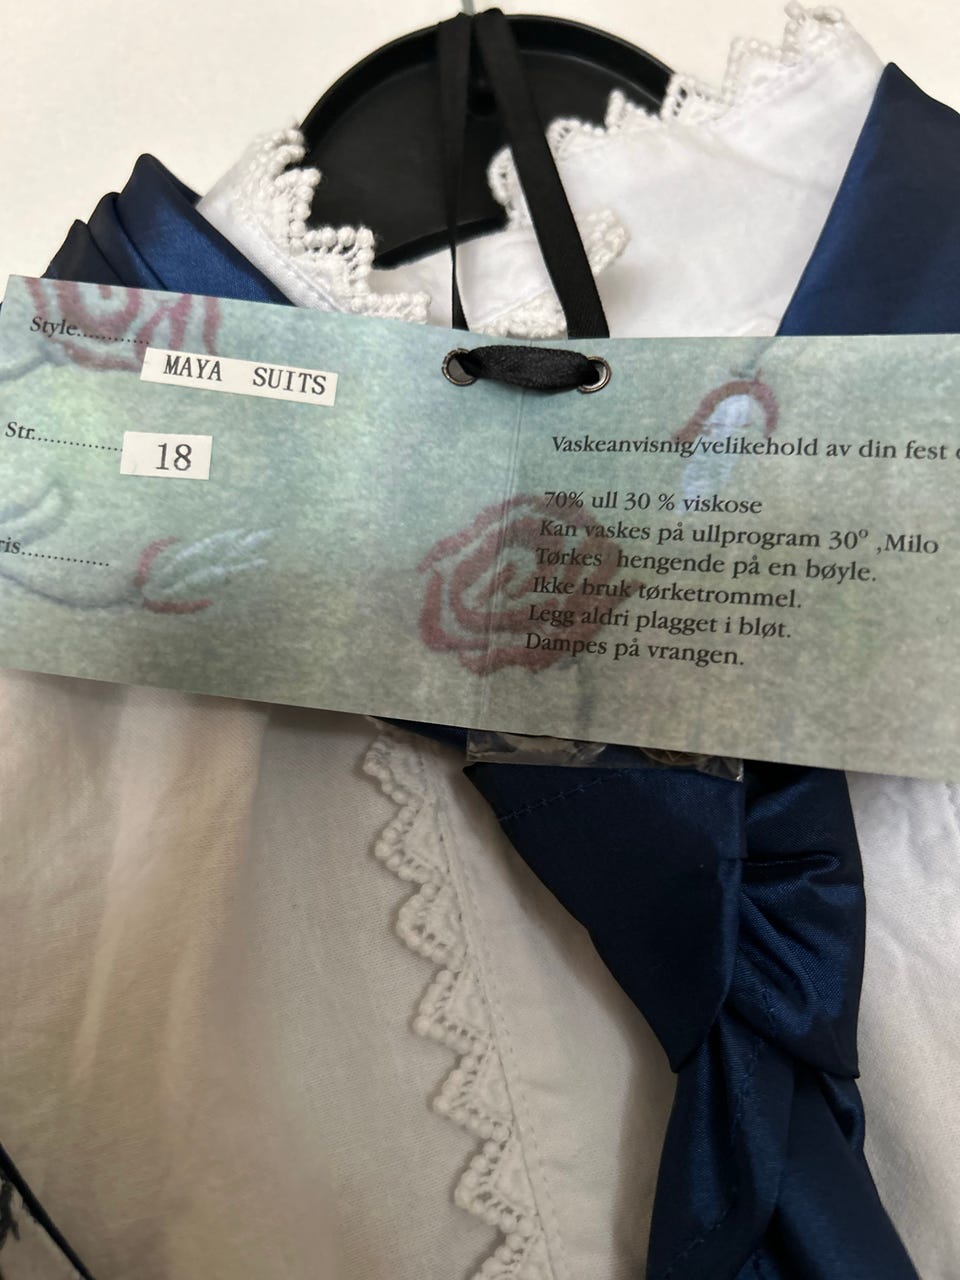 Style...........
MAYA SUITS
Str..............
18
ris..............
Vaskeanvisnig/velikehold av din fest
70% ull 30 % viskose
Kan vaskes på ullprogram 30° ,Milo
Tørkes hengende på en bøyle.
Ikke bruk tørketrommel.
Legg aldri plagget i bløt.
Dampes på vrangen.